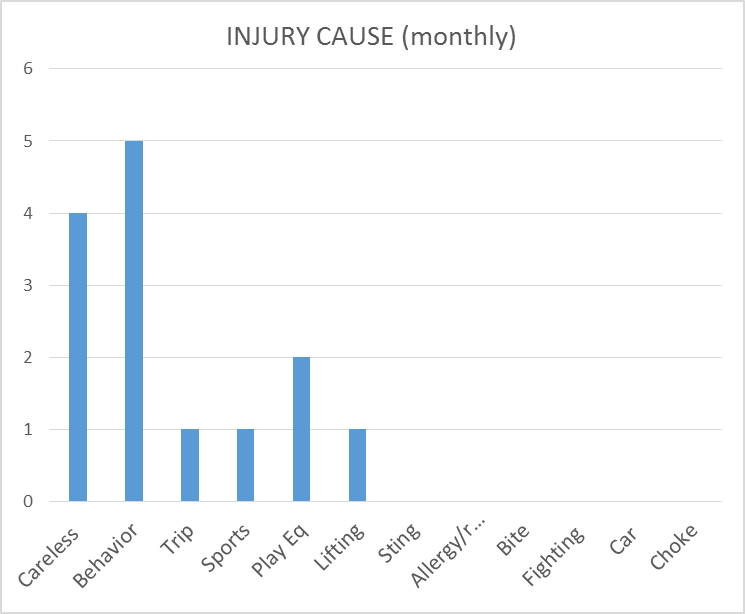 INJURY CAUSE (monthly)
6
5
4
3
2
1
0
Careless
Behavior
Trip
Sports
Play Eq
Lifting
Sting
Allergy/r...
Bite
Fighting
Car
Choke